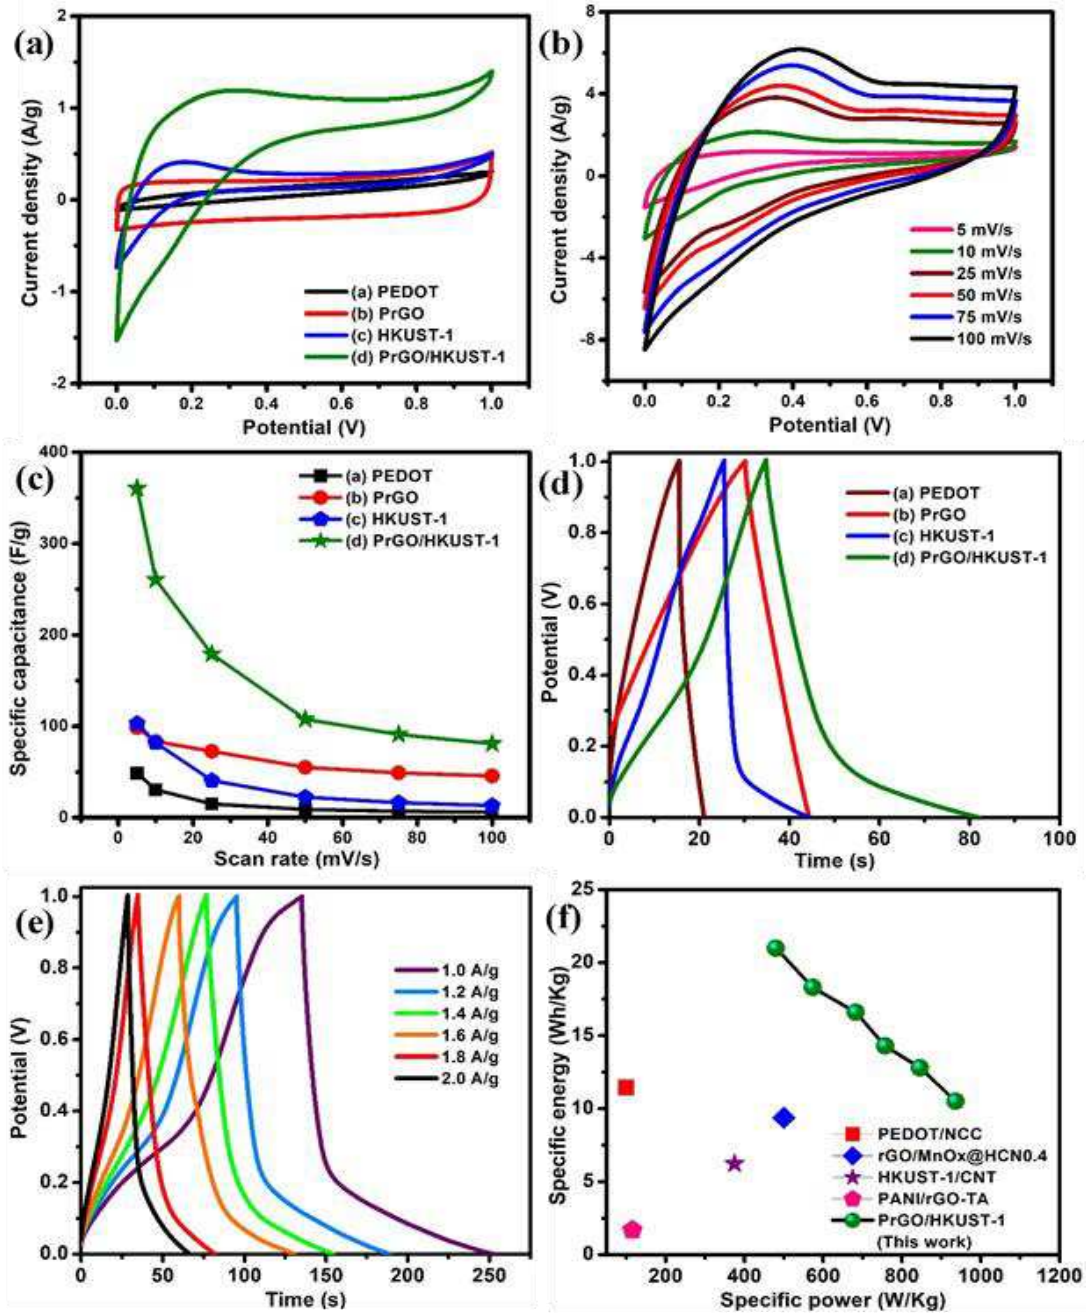 (a)
2
1
0
-1
-2
Current density (A/g)
(a) PEDOT
(b) PrGO
(c) HKUST-1
(d) PrGO/HKUST-1
0.0 0.2 0.4 0.6 0.8 1.0
Potential (V)
(b)
8
4
0
-4
-8
Current density (A/g)
5 mV/s
10 mV/s
25 mV/s
50 mV/s
75 mV/s
100 mV/s
0.0 0.2 0.4 0.6 0.8 1.0
Potential (V)
(c)
400
300
200
100
0
Specific capacitance (F/g)
(a) PEDOT
(b) PrGO
(c) HKUST-1
(d) PrGO/HKUST-1
0 20 40 60 80 100
Scan rate (mV/s)
(d)
1.0
0.8
0.6
0.4
0.2
0.0
Potential (V)
(a) PEDOT
(b) PrGO
(c) HKUST-1
(d) PrGO/HKUST-1
0 20 40 60 80 100
Time (s)
(e)
1.0
0.8
0.6
0.4
0.2
0.0
Potential (V)
1.0 A/g
1.2 A/g
1.4 A/g
1.6 A/g
1.8 A/g
2.0 A/g
0 50 100 150 200 250
Time (s)
(f)
25
20
15
10
5
0
Specific energy (Wh/Kg)
PEDOT/NCC
rGO/MnOx@HCN0.4
HKUST-1/CNT
PANI/rGO-TA
PrGO/HKUST-1
(This work)
200 400 600 800 1000
Specific power (W/Kg)